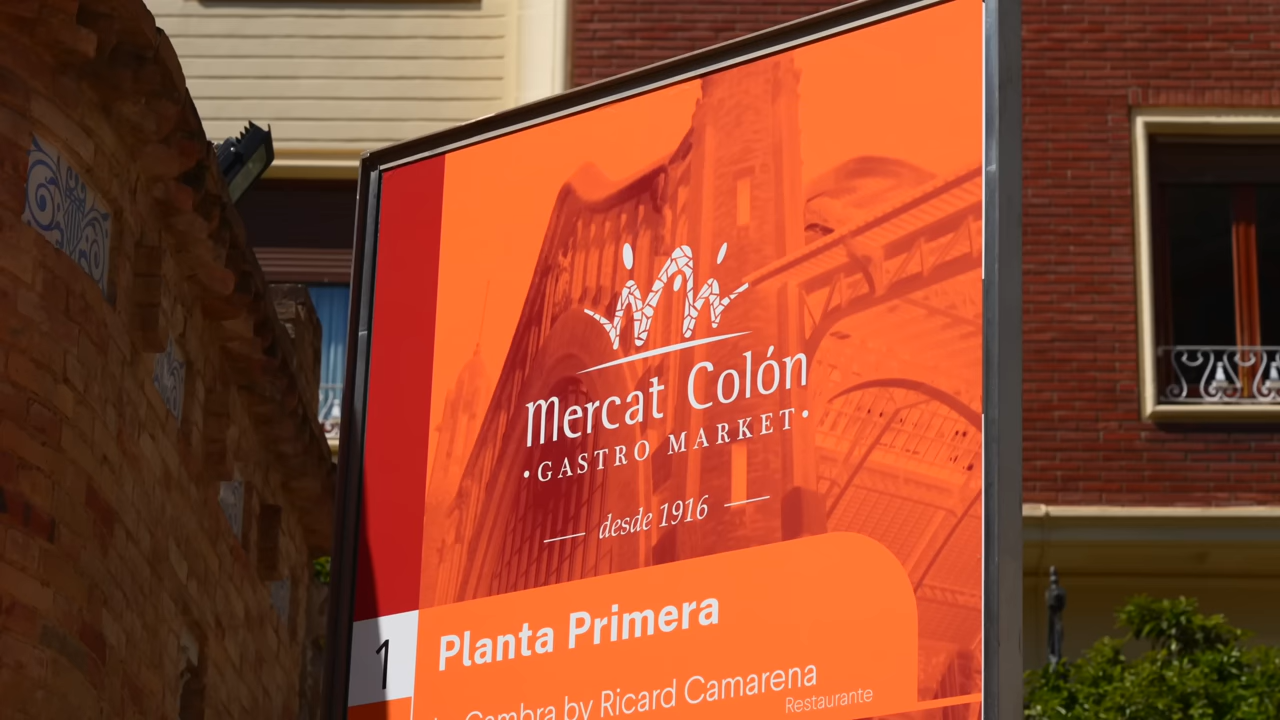 Mercat Colón
•GASTRO MARKET•
desde 1916
1
Planta Primera
Cambra by Ricard Camarena
Restaurante